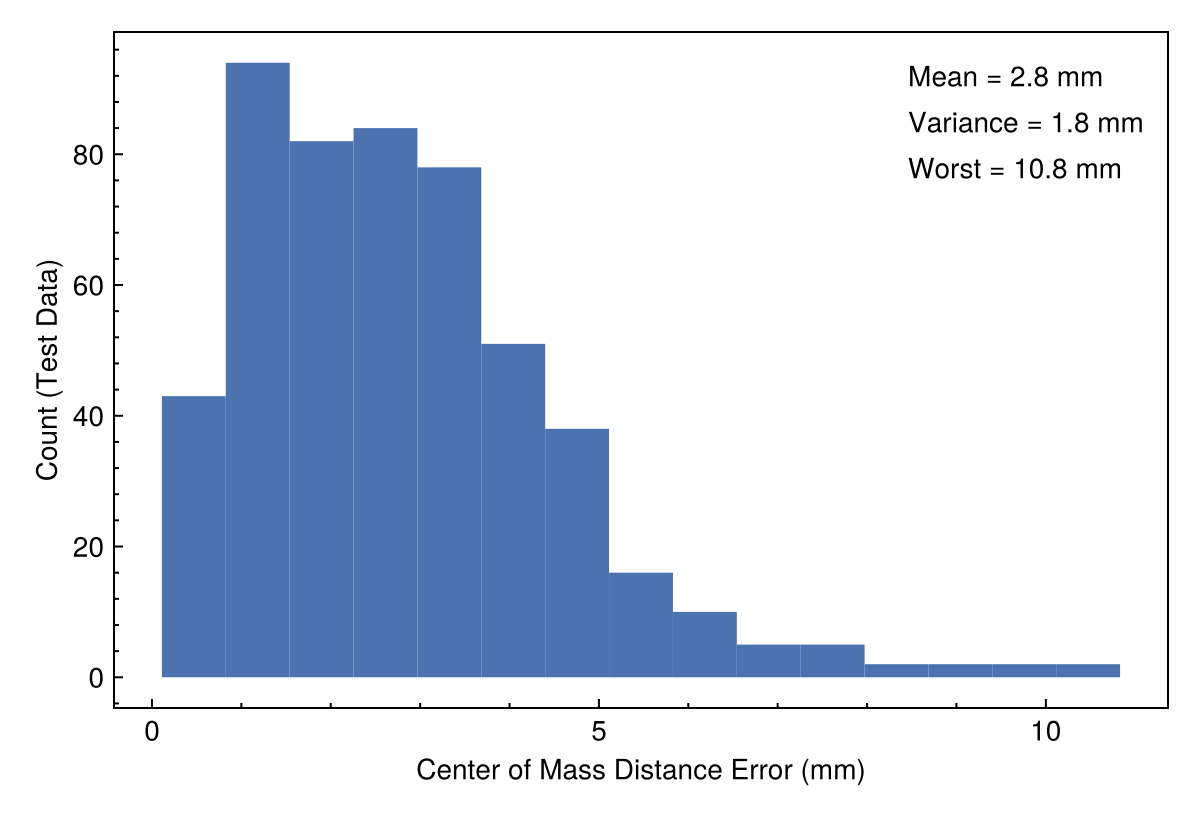 Mean = 2.8 mm
Variance = 1.8 mm
Worst = 10.8 mm
Count (Test Data)
80
60
40
20
0
0 5 10
Center of Mass Distance Error (mm)